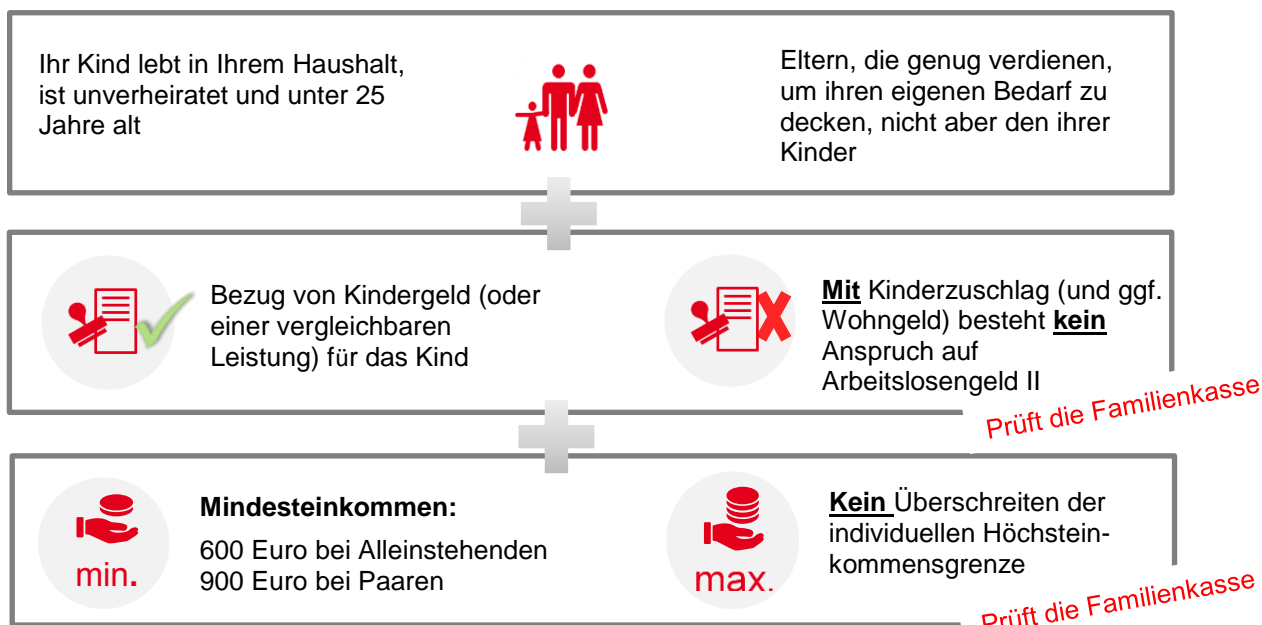 Ihr Kind lebt in Ihrem Haushalt,
ist unverheiratet und unter 25
Jahre alt
Eltern, die genug verdienen,
um ihren eigenen Bedarf zu
decken, nicht aber den ihrer
Kinder
Bezug von Kindergeld (oder
einer vergleichbaren
Leistung) für das Kind
Mit Kinderzuschlag (und ggf.
Wohngeld) besteht kein
Anspruch auf
Arbeitslosengeld II
Prüft die Familienkasse
min.
Mindesteinkommen:
600 Euro bei Alleinstehenden
900 Euro bei Paaren
max.
Kein Überschreiten der
individuellen Höchstein-
kommensgrenze
Prüft die Familienkasse